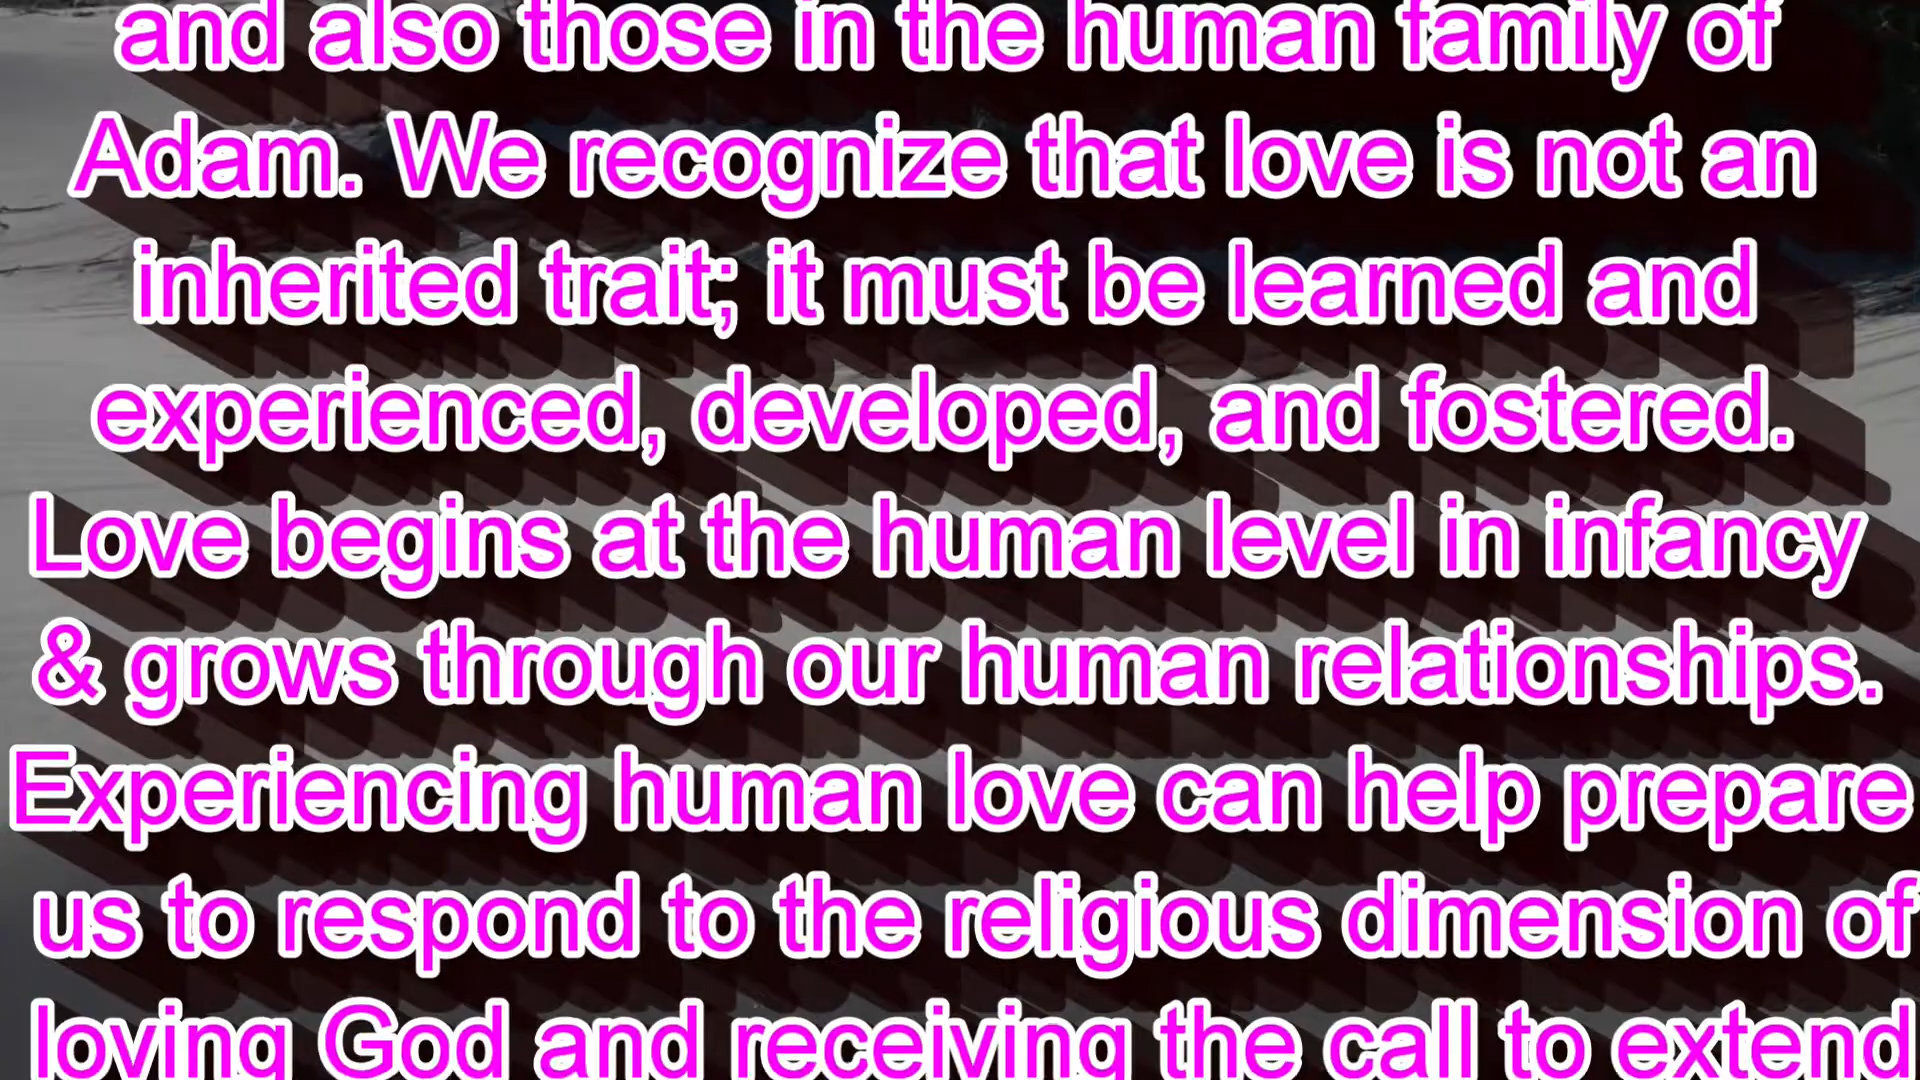 and also those in the human family of
Adam. We recognize that love is not an
inherited trait; it must be learned and
experienced, developed, and fostered.
Love begins at the human level in infancy
& grows through our human relationships.
Experiencing human love can help prepare
us to respond to the religious dimension of
loving God and receiving the call to extend